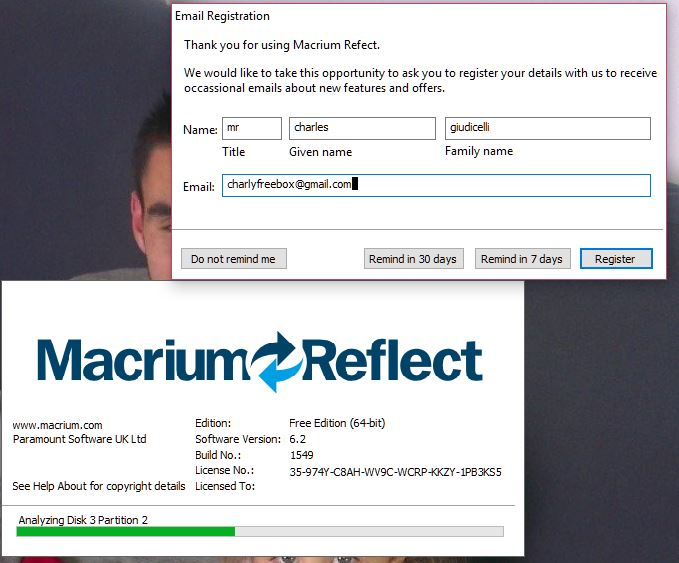 Email Registration
Thank you for using Macrium Refect.
We would like to take this opportunity to ask you to register your details with us to receive
occassional emails about new features and offers.
Name: mr charles giudicelli
Title Given name Family name
Email: charlyfreebox@gmail.com
Do not remind me Remind in 30 days Remind in 7 days Register
Macrium Reflect
www.macrium.com
Paramount Software UK Ltd
See Help About for copyright details
Edition: Free Edition (64-bit)
Software Version: 6.2
Build No.: 1549
License No.: 35-974Y-C8AH-WV9C-WCRP-KKZY-1PB3KS5
Licensed To:
Analyzing Disk 3 Partition 2